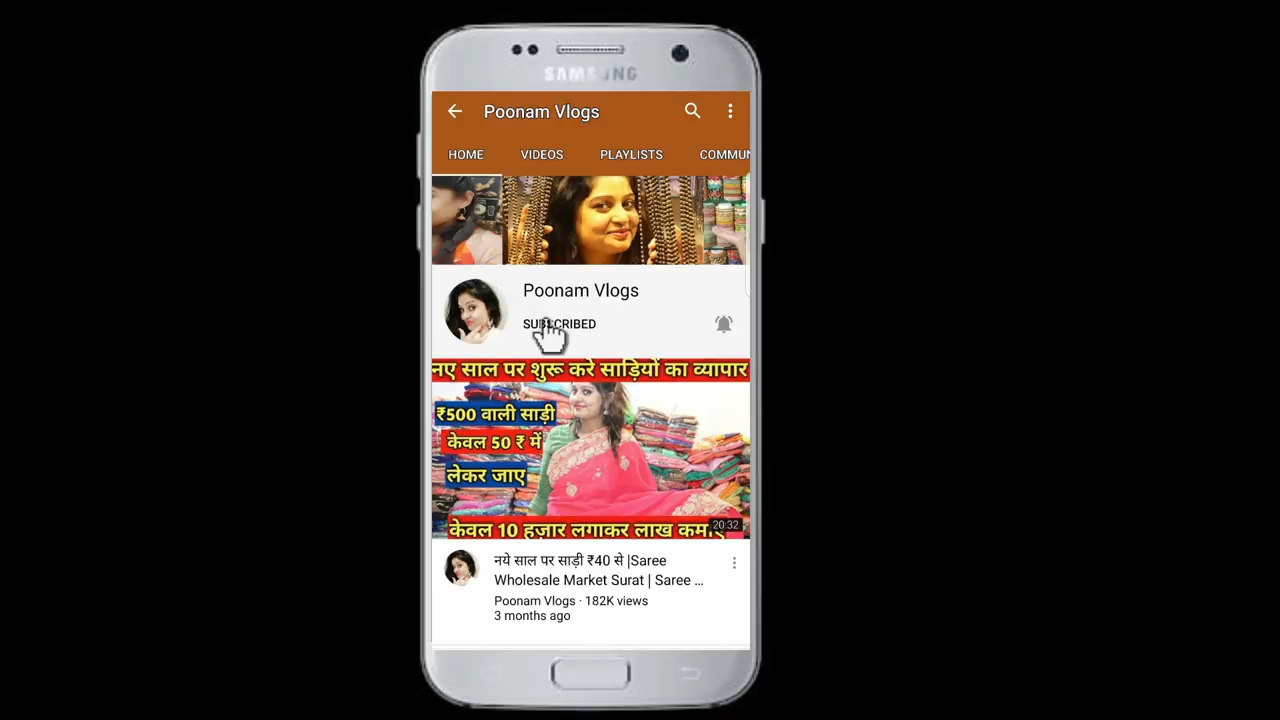 SAMSUNG
Poonam Vlogs
HOME VIDEOS PLAYLISTS COMMUN
Poonam Vlogs
SUBSCRIBED
नए साल पर शुरू करे साड़ियों का व्यापार
₹500 वाली साड़ी
केवल 50 ₹ में
लेकर जाए
केवल 10 हज़ार लगाकर लाख कमाए
20:32
नये साल पर साड़ी ₹40 से |Saree
Wholesale Market Surat | Saree ...
Poonam Vlogs · 182K views
3 months ago